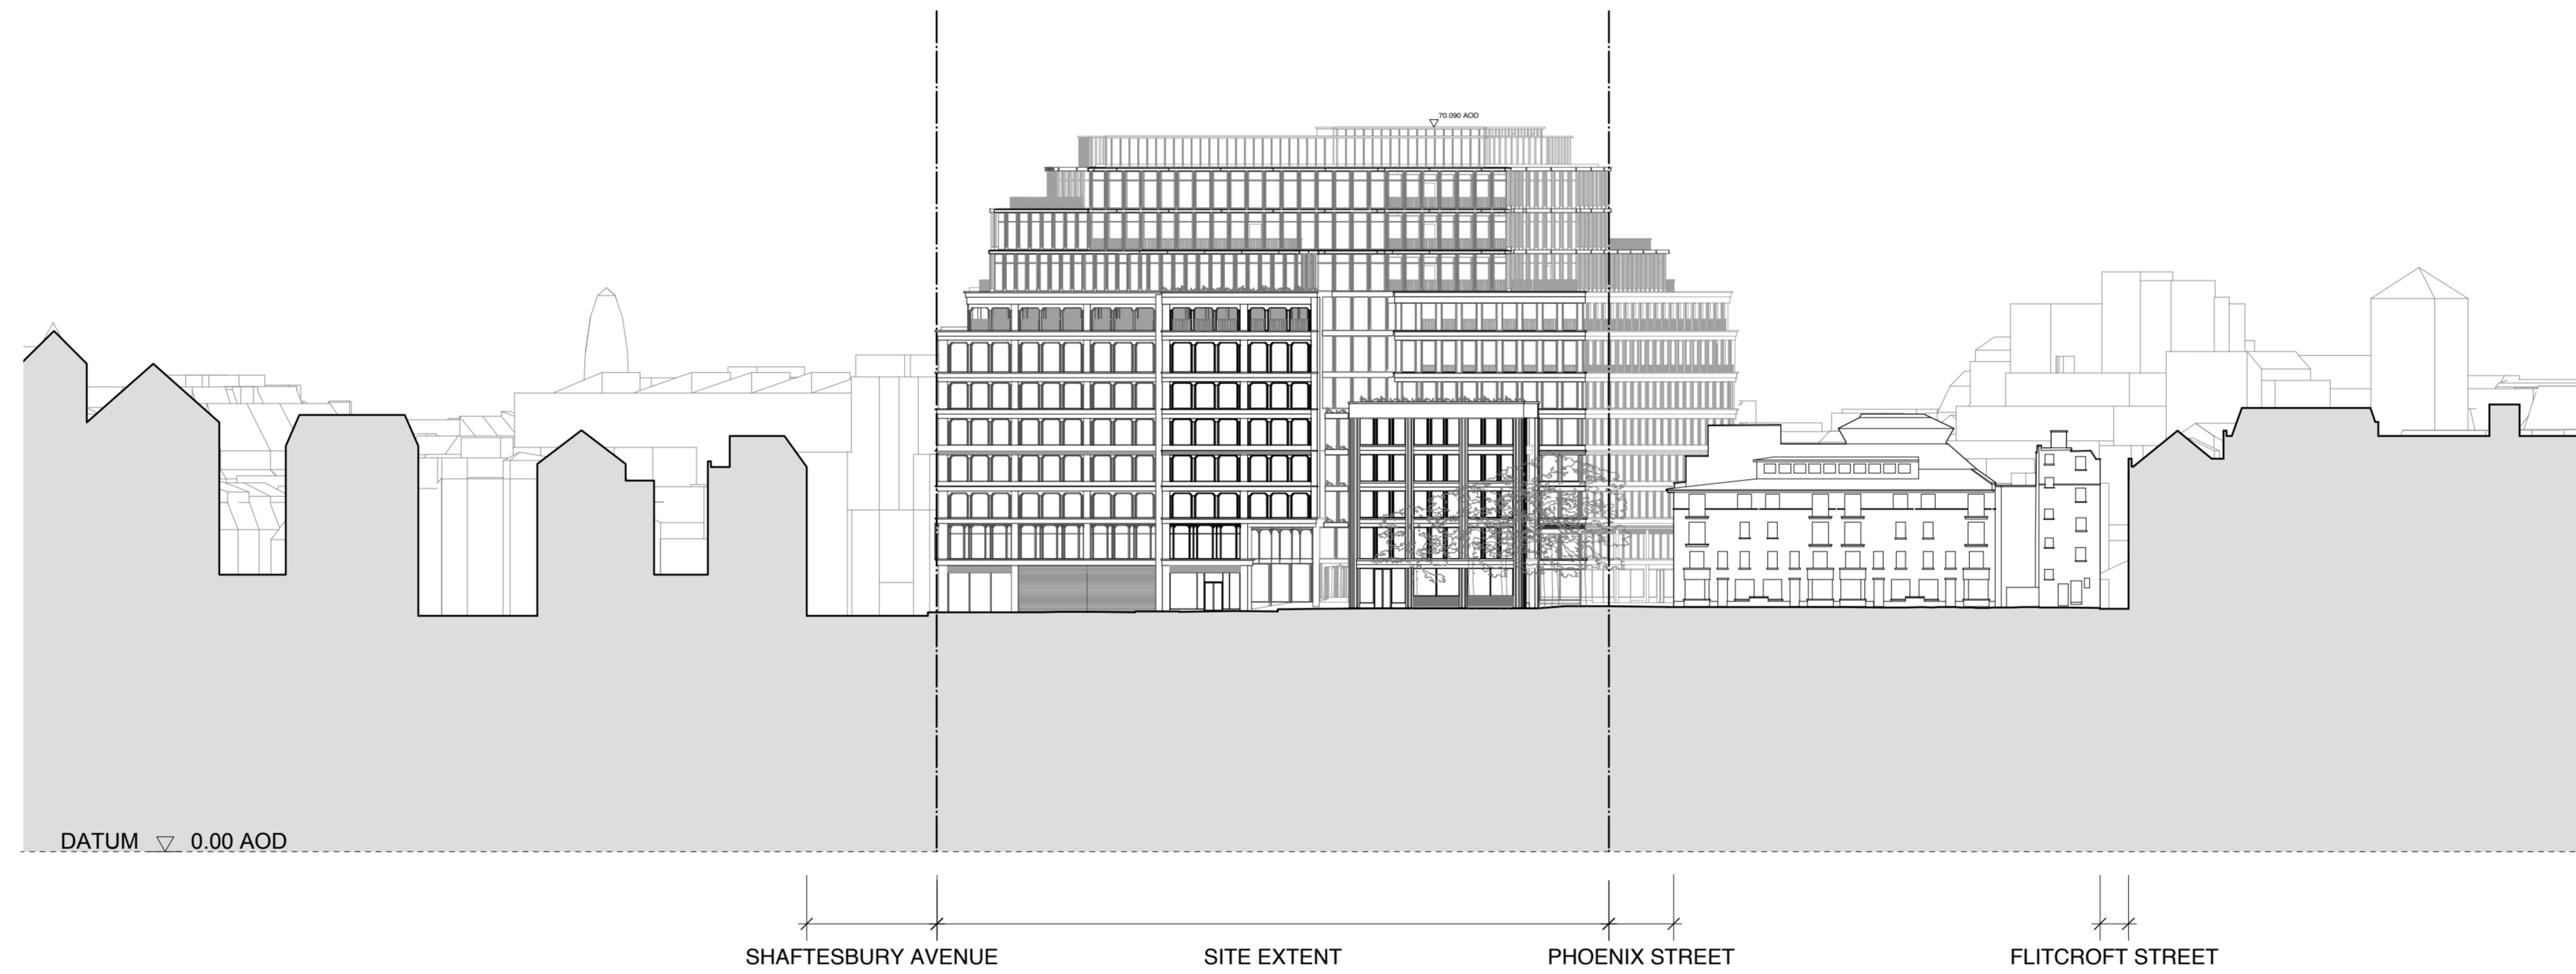 70.090 AOD
DATUM 0.00 AOD
SHAFTESBURY AVENUE SITE EXTENT PHOENIX STREET FLITCROFT STREET